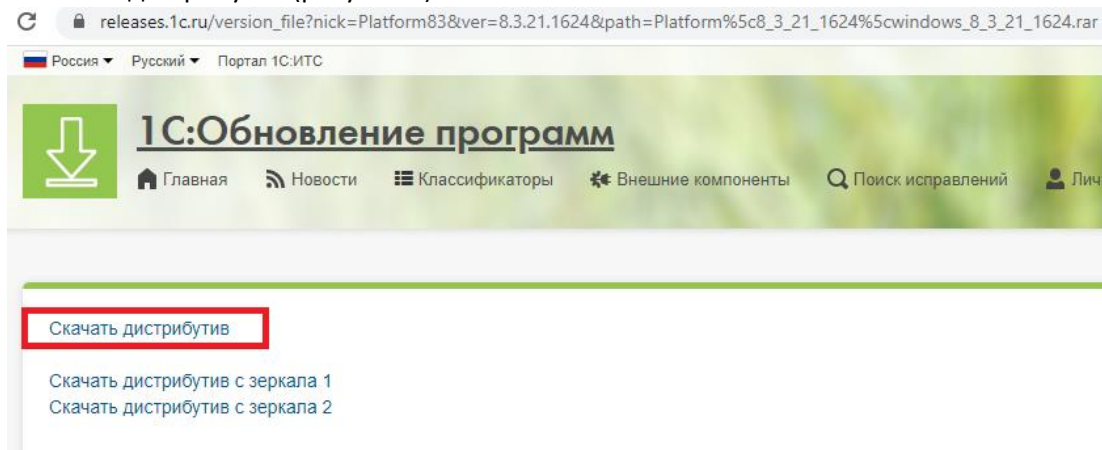 releases.1c.ru/version_file?nick=Platform83&ver=8.3.21.1624&path=Platform%5c8_3_21_1624%5cwindows_8_3_21_1624.rar
Россия Русский Портал 1С:ИТС
1С:Обновление программ
Главная Новости Классификаторы Внешние компоненты Поиск исправлений Лич
Скачать дистрибутив
Скачать дистрибутив с зеркала 1
Скачать дистрибутив с зеркала 2